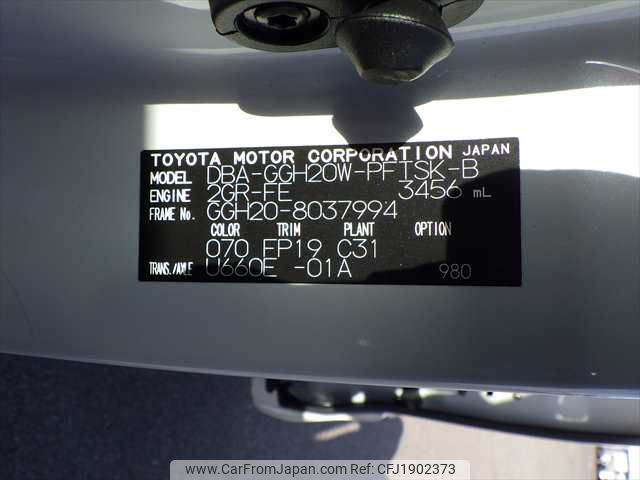 TOYOTA MOTOR CORPORATION JAPAN
MODEL DBA-GGH20W-PFTSK-B
ENGINE 2GR-FE 3456 mL
FRAME No. GGH20-8037994
COLOR TRIM PLANT OPTION
070 FP19 C31
TRANS./AXLE U660E -01A 980
www.CarFromJapan.com Ref:CFJ1902373